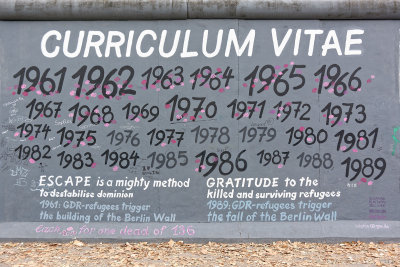 CURRICULUM VITAE
1961 1962 1963 1964 1965 1966
1967 1968 1969 1970 1971 1972 1973
1974 1975 1976 1977 1978 1979 1980 1981
1982 1983 1984 1985 1986 1987 1988 1989
ESCAPE is a mighty method
to destabilise dominion
1961: GDR-refugees trigger
the building of the Berlin Wall
GRATITUDE to the
killed and surviving refugees
1989: GDR-refugees trigger
the fall of the Berlin Wall
for one dead of 136